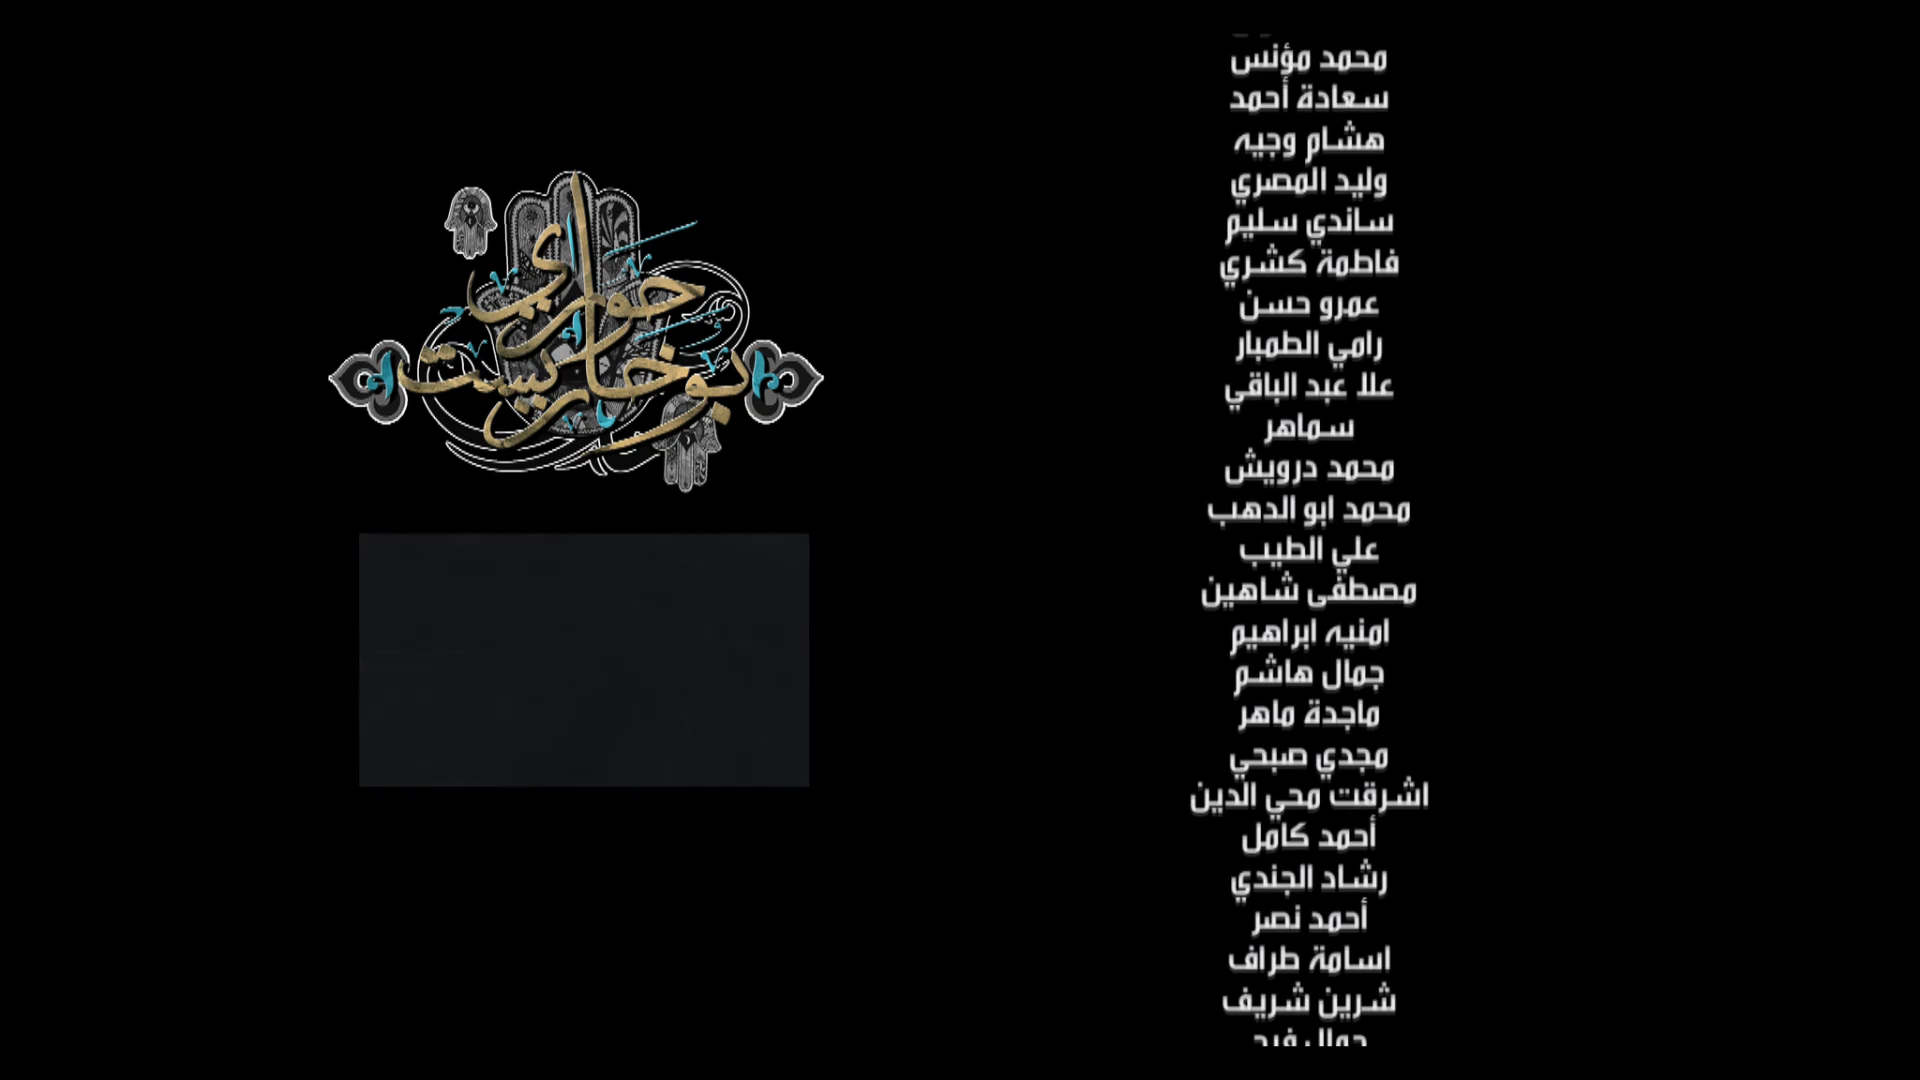 حواري
بوخارست
محمد مؤنس
سعادة أحمد
هشام وجيه
وليد المصري
ساندي سليم
فاطمة كشري
عمرو حسن
رامي الطمبار
علا عبد الباقي
سماهر
محمد درويش
محمد ابو الدهب
علي الطيب
مصطفى شاهين
امنيه ابراهيم
جمال هاشم
ماجدة ماهر
مجدي صبحي
اشرقت محي الدين
أحمد كامل
رشاد الجندي
أحمد نصر
اسامة طراف
شرين شريف